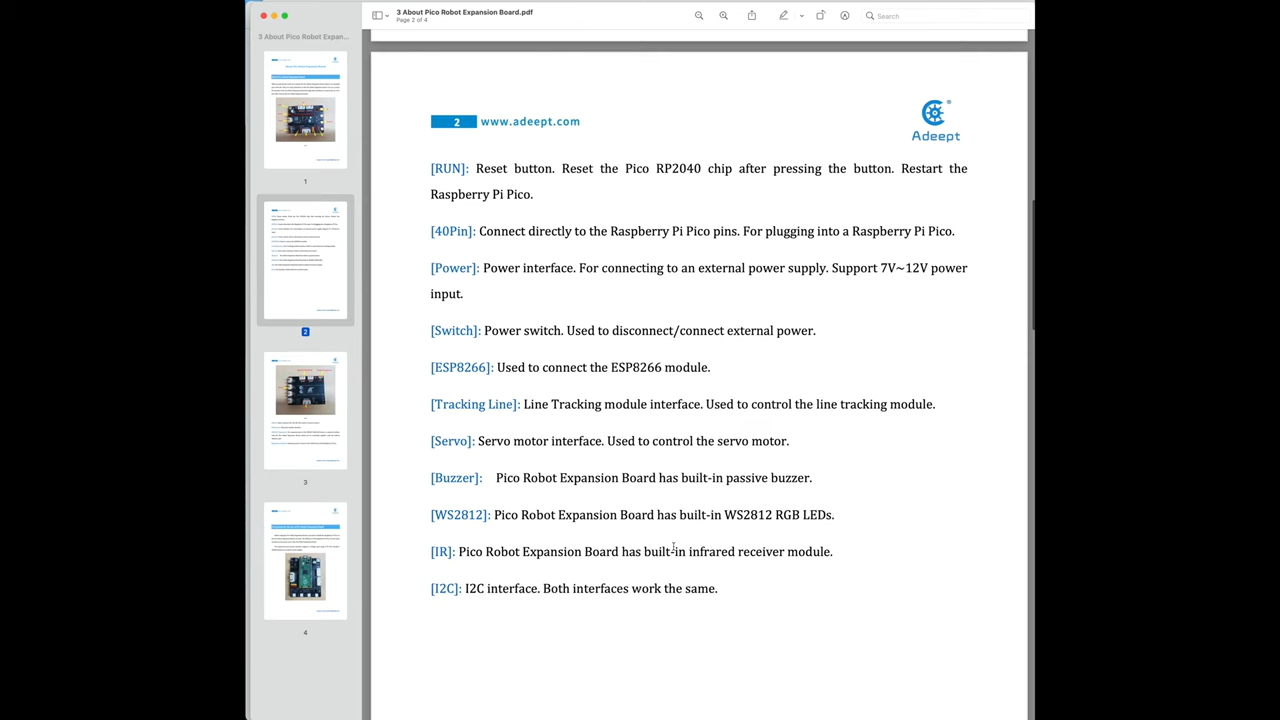 3 About Pico Robot Expansion Board.pdf
Page 2 of 4
Search
3 About Pico Robot Expan...
1
2
3
4
2 www.adeept.com
Adeept
[RUN]: Reset button. Reset the Pico RP2040 chip after pressing the button. Restart the
Raspberry Pi Pico.
[40Pin]: Connect directly to the Raspberry Pi Pico pins. For plugging into a Raspberry Pi Pico.
[Power]: Power interface. For connecting to an external power supply. Support 7V~12V power
input.
[Switch]: Power switch. Used to disconnect/connect external power.
[ESP8266]: Used to connect the ESP8266 module.
[Tracking Line]: Line Tracking module interface. Used to control the line tracking module.
[Servo]: Servo motor interface. Used to control the servo motor.
[Buzzer]: Pico Robot Expansion Board has built-in passive buzzer.
[WS2812]: Pico Robot Expansion Board has built-in WS2812 RGB LEDs.
[IR]: Pico Robot Expansion Board has built-in infrared receiver module.
[I2C]: I2C interface. Both interfaces work the same.